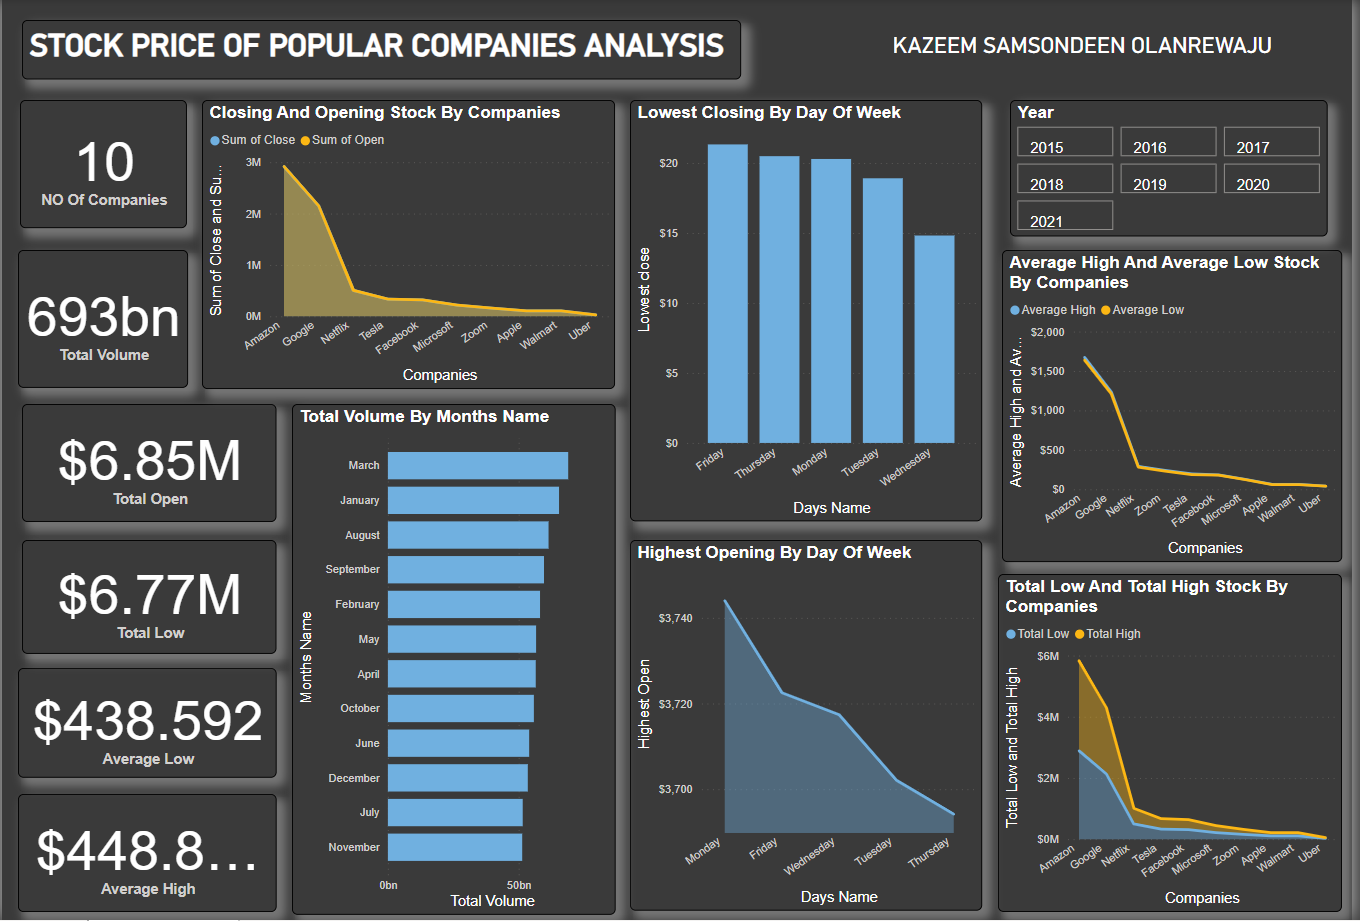 STOCK PRICE OF POPULAR COMPANIES ANALYSIS
KAZEEM SAMSONDEEN OLANREWAJU
10
NO Of Companies
693bn
Total Volume
$6.85M
Total Open
$6.77M
Total Low
$438.592
Average Low
$448.8...
Average High
Closing And Opening Stock By Companies
Sum of Close Sum of Open
Sum of Close and Su...
3M
2M
1M
0M
Amazon
Google
Netflix
Tesla
Facebook
Microsoft
Zoom
Apple
Walmart
Uber
Companies
Total Volume By Months Name
Months Name
March
January
August
September
February
May
April
October
June
December
July
November
0bn 50bn
Total Volume
Lowest Closing By Day Of Week
Lowest close
$20
$15
$10
$5
$0
Friday
Thursday
Monday
Tuesday
Wednesday
Days Name
Highest Opening By Day Of Week
Highest Open
$3,740
$3,720
$3,700
Monday
Friday
Wednesday
Tuesday
Thursday
Days Name
Year
2015 2016 2017
2018 2019 2020
2021
Average High And Average Low Stock
By Companies
Average High Average Low
Average High and Av...
$2,000
$1,500
$1,000
$500
$0
Amazon
Google
Netflix
Zoom
Tesla
Facebook
Microsoft
Apple
Walmart
Uber
Companies
Total Low And Total High Stock By
Companies
Total Low Total High
Total Low and Total High
$6M
$4M
$2M
$0M
Amazon
Google
Netflix
Tesla
Facebook
Microsoft
Zoom
Apple
Walmart
Uber
Companies